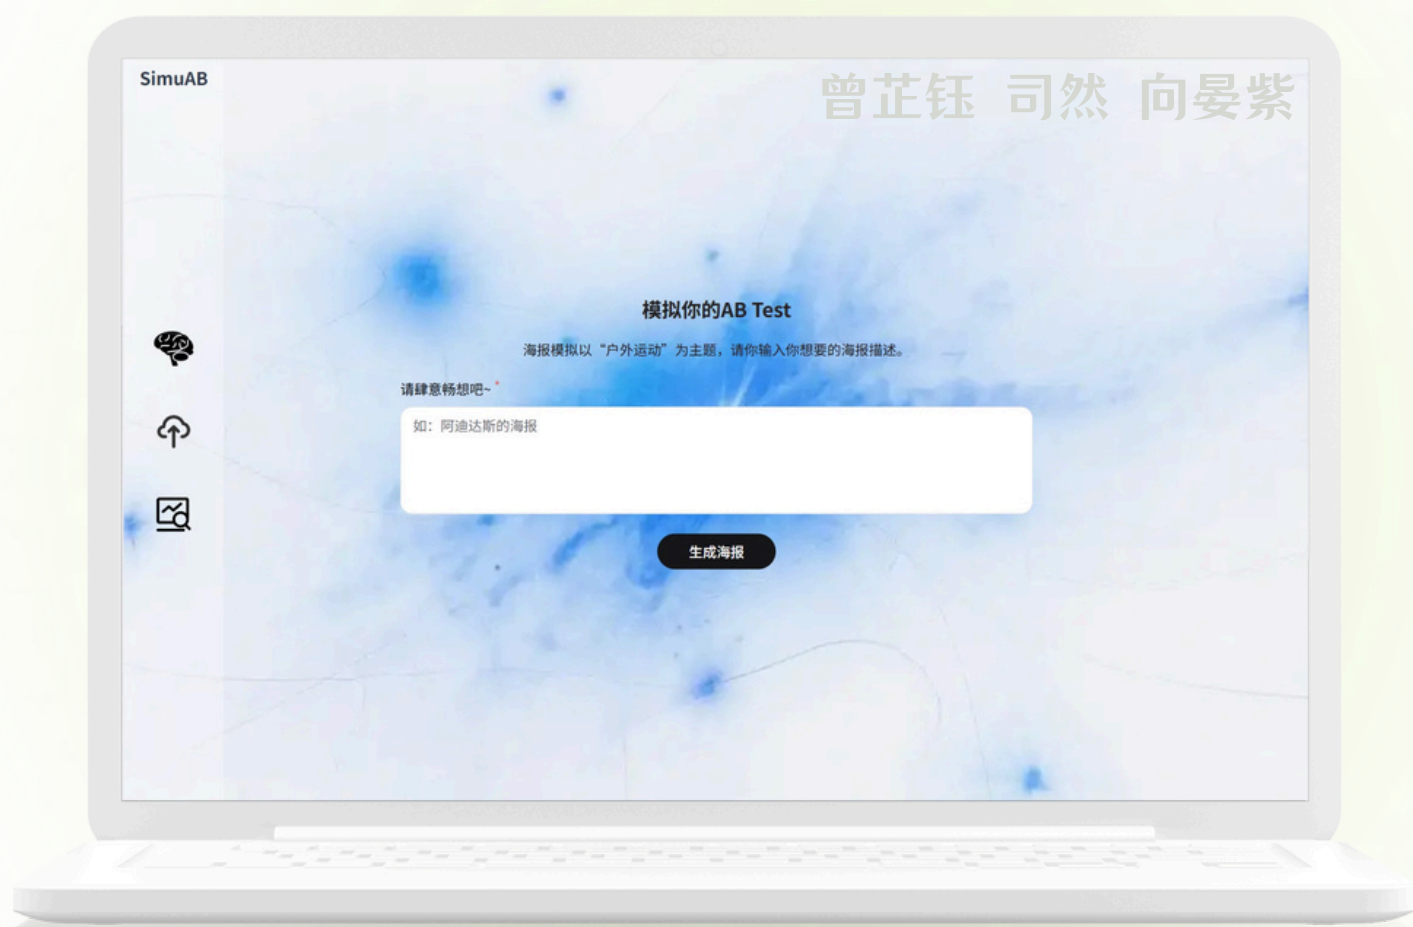 SimuAB
曾芷钰 司然 向晏紫
模拟你的AB Test
海报模拟以“户外运动”为主题，请你输入你想要的海报描述。
请肆意畅想吧~ *
如：阿迪达斯的海报
生成海报